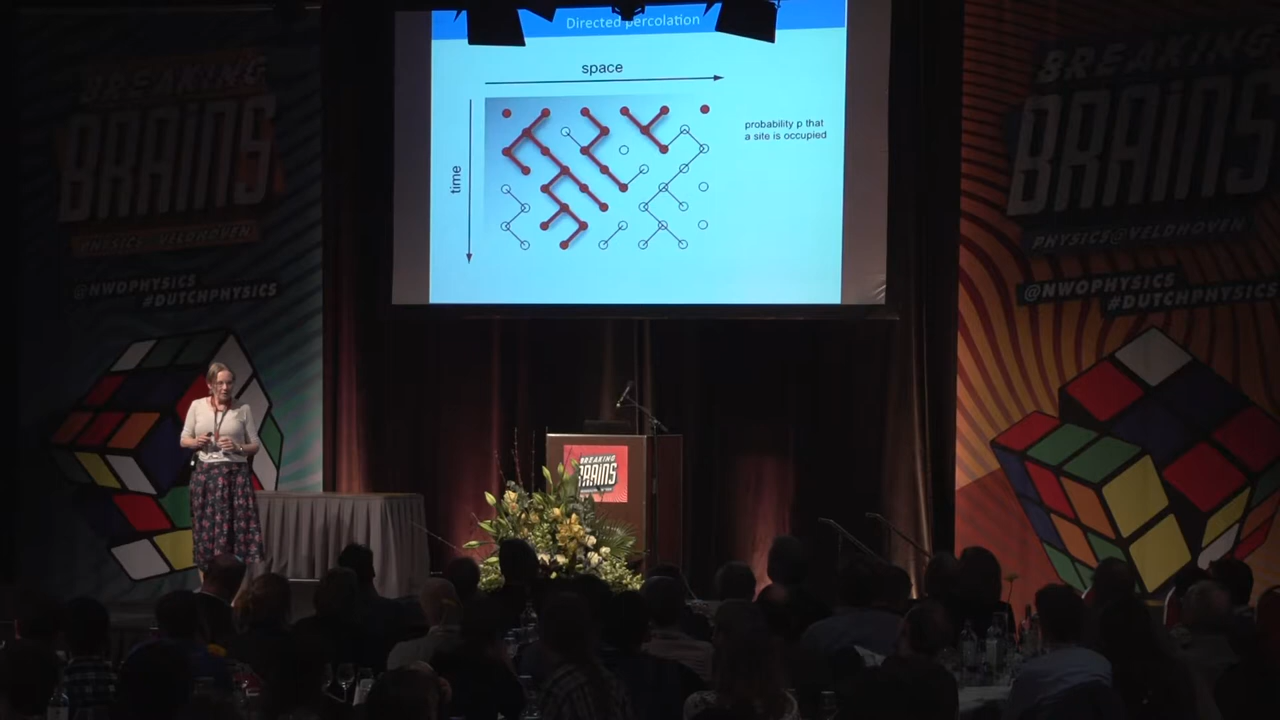 Directed percolation
space
time
probability p that
a site is occupied
BREAKING
BRAINS
PHYSICS@VELDHOVEN
@NWOPHYSICS
#DUTCHPHYSICS
BREAKING
BRAINS
BREAKING
BRAINS
PHYSICS@VELDHOVEN
@NWOPHYSICS
#DUTCHPHYSICS